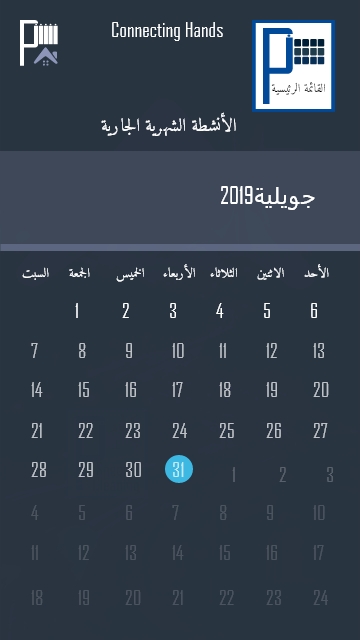 Connecting Hands
القائمة الرئيسية
الأنشطة الشهرية الجارية
جويلية2019
الأحد الاثنين الثلاثاء الأربعاء الخميس الجمعة السبت
1 2 3 4 5 6
7 8 9 10 11 12 13
14 15 16 17 18 19 20
21 22 23 24 25 26 27
28 29 30 31 1 2 3
4 5 6 7 8 9 10
11 12 13 14 15 16 17
18 19 20 21 22 23 24